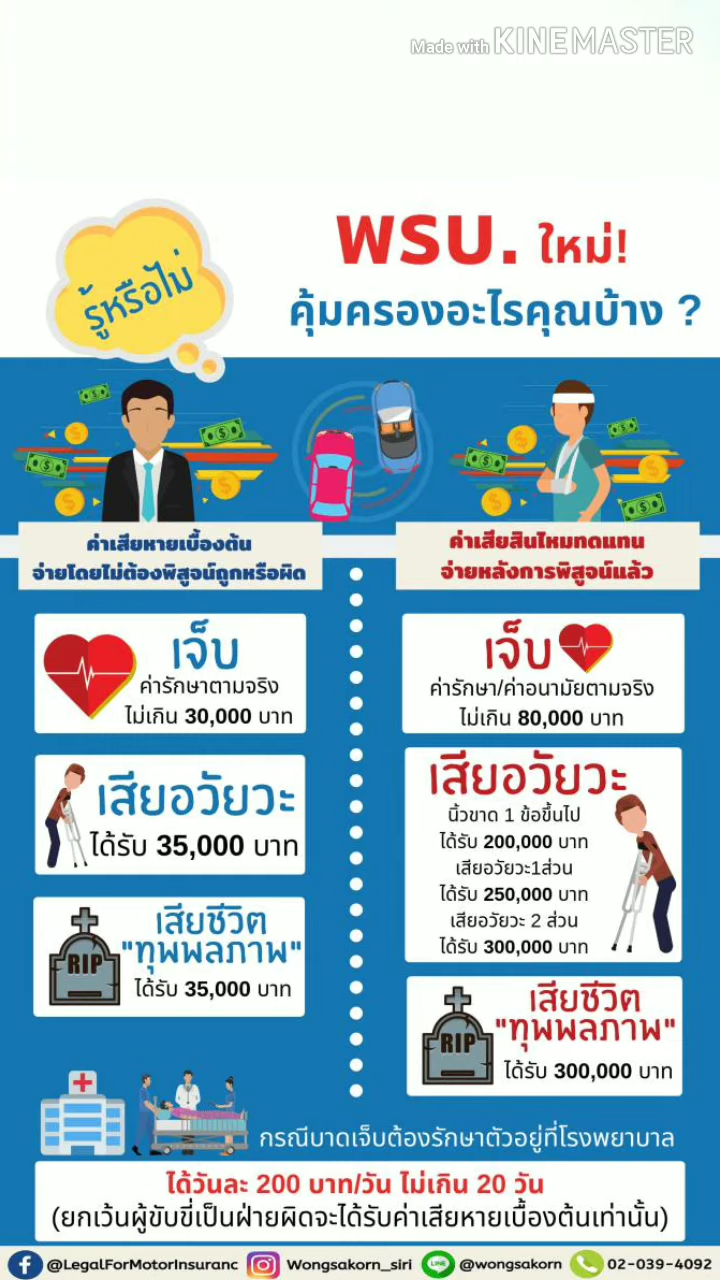 Made with KINEMASTER
รู้หรือไม่
พรบ. ใหม่!
คุ้มครองอะไรคุณบ้าง ?
ค่าเสียหายเบื้องต้น
จ่ายโดยไม่ต้องพิสูจน์ถูกหรือผิด
เจ็บ
ค่ารักษาตามจริง
ไม่เกิน 30,000 บาท
เสียอวัยวะ
ได้รับ 35,000 บาท
RIP
เสียชีวิต
"ทุพพลภาพ"
ได้รับ 35,000 บาท
ค่าเสียสินไหมทดแทน
จ่ายหลังการพิสูจน์แล้ว
เจ็บ
ค่ารักษา/ค่าอนามัยตามจริง
ไม่เกิน 80,000 บาท
เสียอวัยวะ
นิ้วขาด 1 ข้อขึ้นไป
ได้รับ 200,000 บาท
เสียอวัยวะ1ส่วน
ได้รับ 250,000 บาท
เสียอวัยวะ 2 ส่วน
ได้รับ 300,000 บาท
RIP
เสียชีวิต
"ทุพพลภาพ"
ได้รับ 300,000 บาท
กรณีบาดเจ็บต้องรักษาตัวอยู่ที่โรงพยาบาล
ได้วันละ 200 บาท/วัน ไม่เกิน 20 วัน
(ยกเว้นผู้ขับขี่เป็นฝ่ายผิดจะได้รับค่าเสียหายเบื้องต้นเท่านั้น)
@LegalForMotorInsuranc Wongsakorn_siri LINE @wongsakorn 02-039-4092